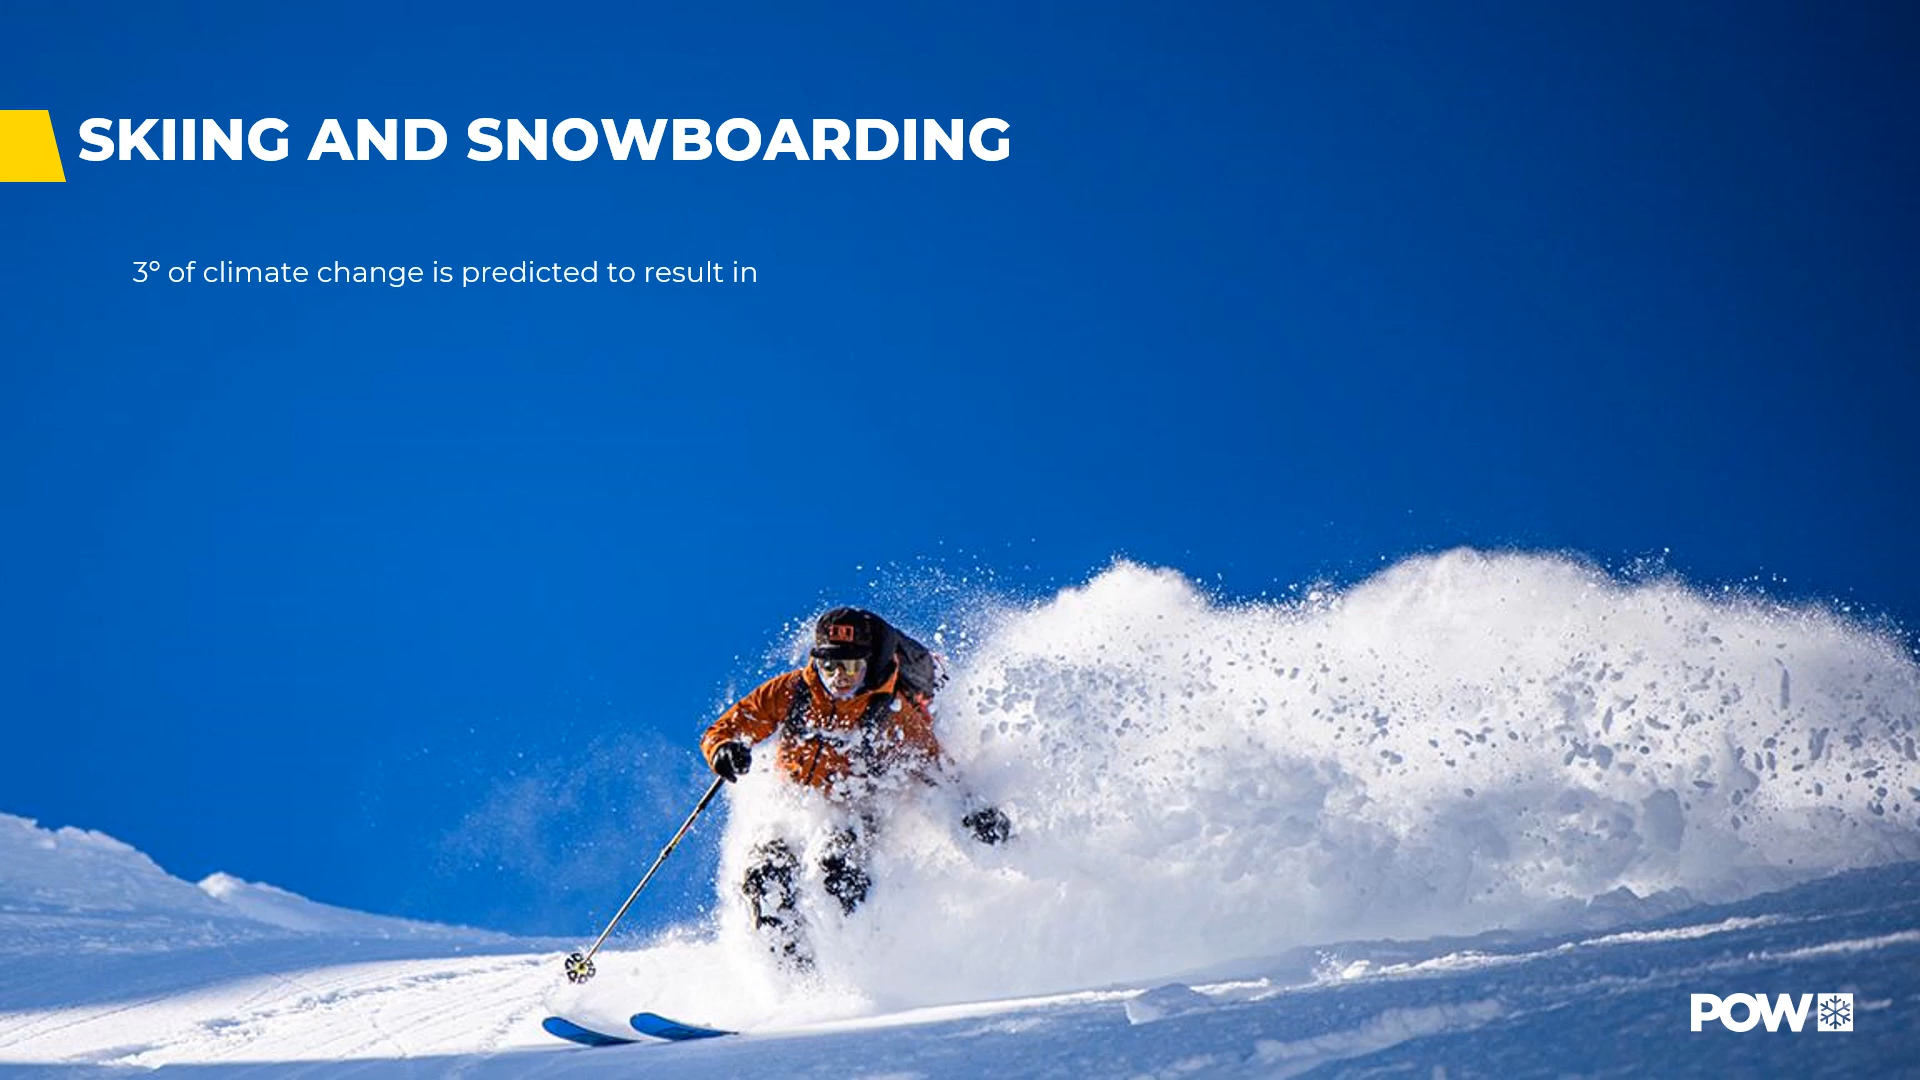 SKIING AND SNOWBOARDING
3° of climate change is predicted to result in
POW